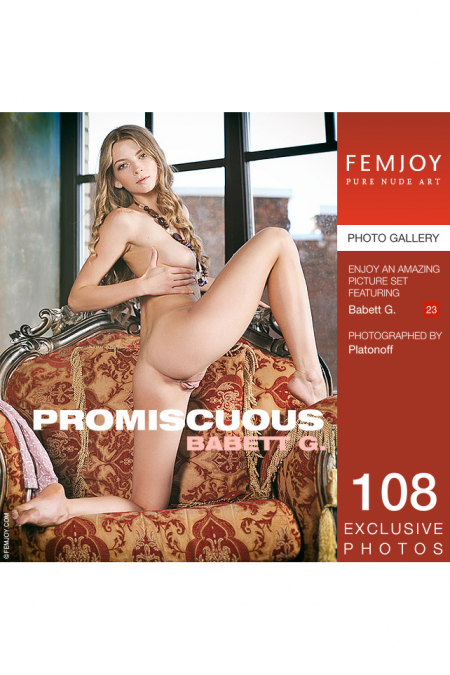 FEMJOY
PURE NUDE ART
PHOTO GALLERY
ENJOY AN AMAZING
PICTURE SET
FEATURING
Babett G. 23
PHOTOGRAPHED BY
Platonoff
PROMISCUOUS
BABETT G.
108
EXCLUSIVE
PHOTOS
©FEMJOY.COM